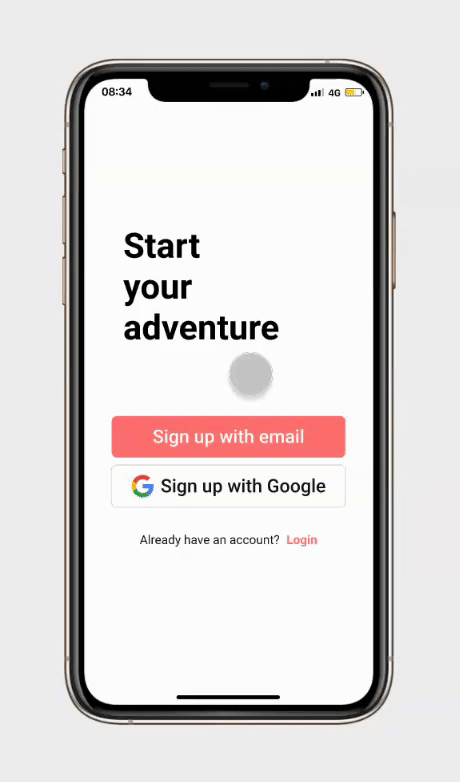 08:34 4G
Start
your
adventure
Sign up with email
Sign up with Google
Already have an account? Login